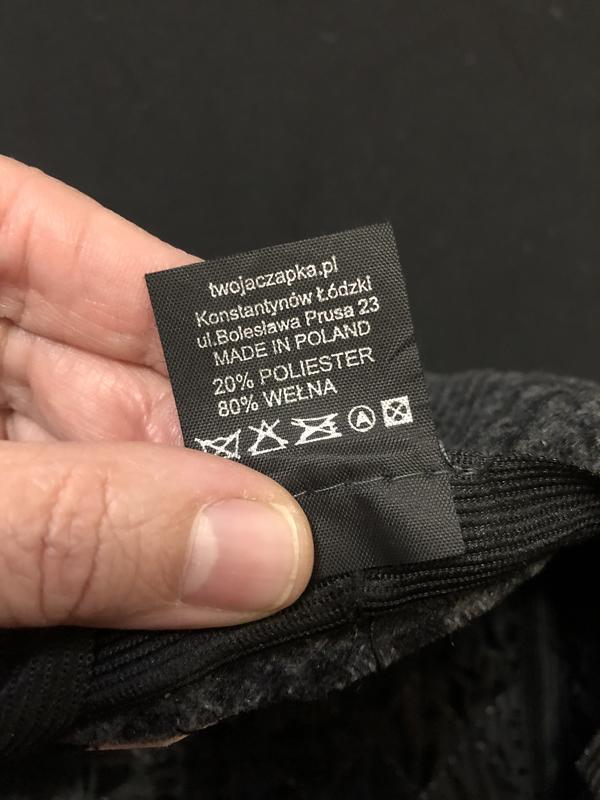 twojaczapka.pl
Konstantynów Łódzki
ul.Bolesława Prusa 23
MADE IN POLAND
20% POLIESTER
80% WEŁNA
A